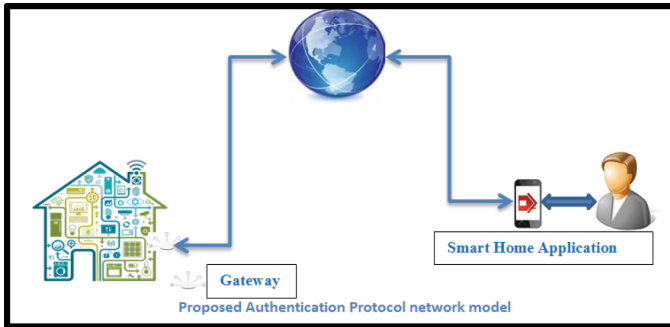 Smart Home Application
Gateway
Proposed Authentication Protocol network model